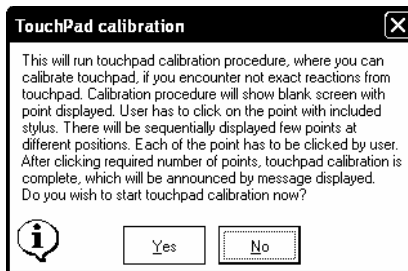 TouchPad calibration
This will run touchpad calibration procedure, where you can
calibrate touchpad, if you encounter not exact reactions from
touchpad. Calibration procedure will show blank screen with
point displayed. User has to click on the point with included
stylus. There will be sequentially displayed few points at
different positions. Each of the point has to be clicked by user.
After clicking required number of points, touchpad calibration is
complete, which will be announced by message displayed.
Do you wish to start touchpad calibration now?
Yes
No